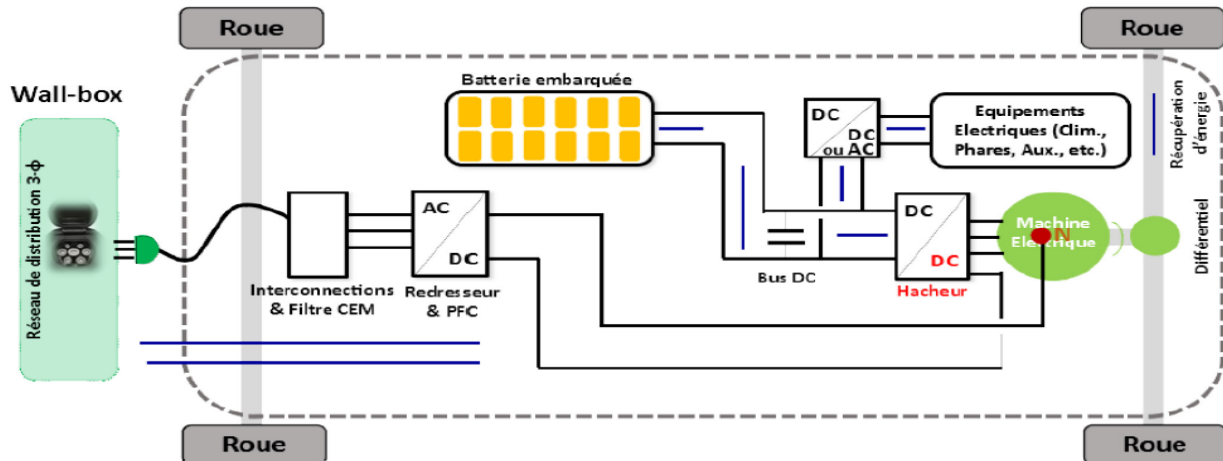 Roue
Roue
Wall-box
Réseau de distribution 3-ϕ
Batterie embarquée
DC
DC
ou AC
Equipements
Electriques (Clim.,
Phares, Aux., etc.)
Récupération
d'énergie
AC
DC
DC
DC
Machine
Electrique
N
Différentiel
Interconnections
& Filtre CEM
Redresseur
& PFC
Bus DC
Hacheur
Roue
Roue